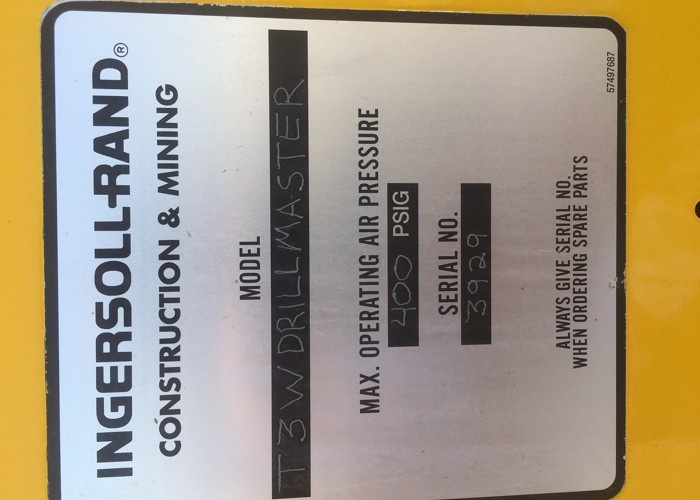 INGERSOLL-RAND®
CONSTRUCTION & MINING
MODEL
T3W DRILLMASTER
MAX. OPERATING AIR PRESSURE
400 PSIG
SERIAL NO.
3929
ALWAYS GIVE SERIAL NO.
WHEN ORDERING SPARE PARTS
57497687